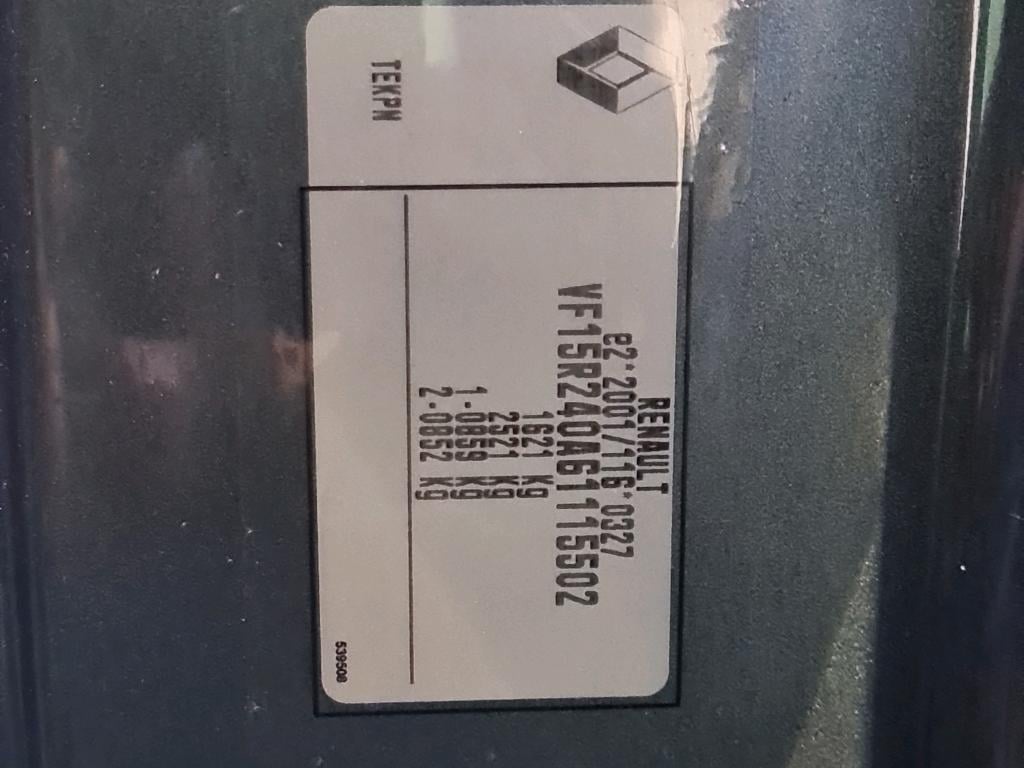 RENAULT
e2*2001/116*0327
VF15R240A61115502
1621 kg
2521 kg
1-0859 kg
2-0852 kg
TEKPN
539508